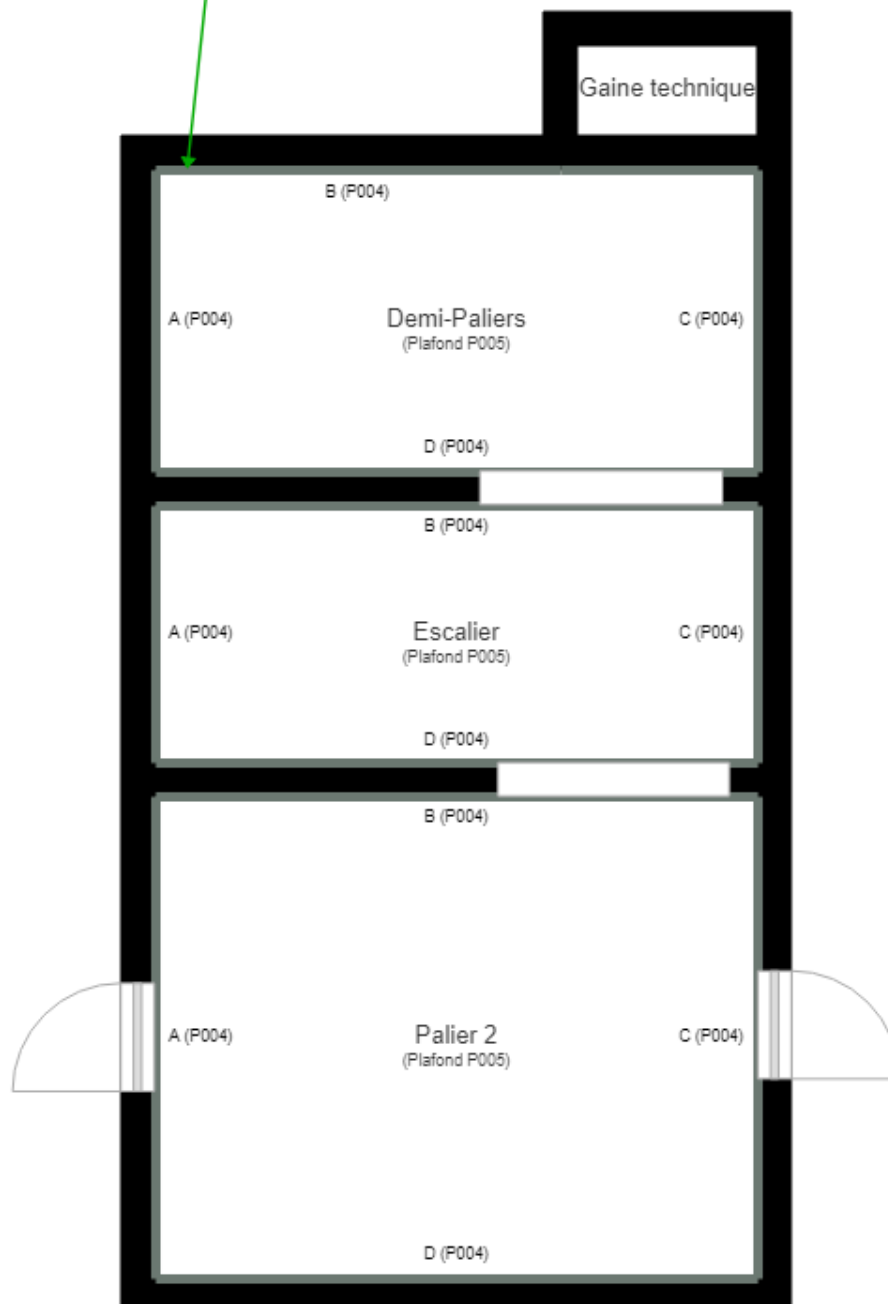 Gaine technique
B (P004)
A (P004)
Demi-Paliers
(Plafond P005)
C (P004)
D (P004)
B (P004)
A (P004)
Escalier
(Plafond P005)
C (P004)
D (P004)
B (P004)
A (P004)
Palier 2
(Plafond P005)
C (P004)
D (P004)